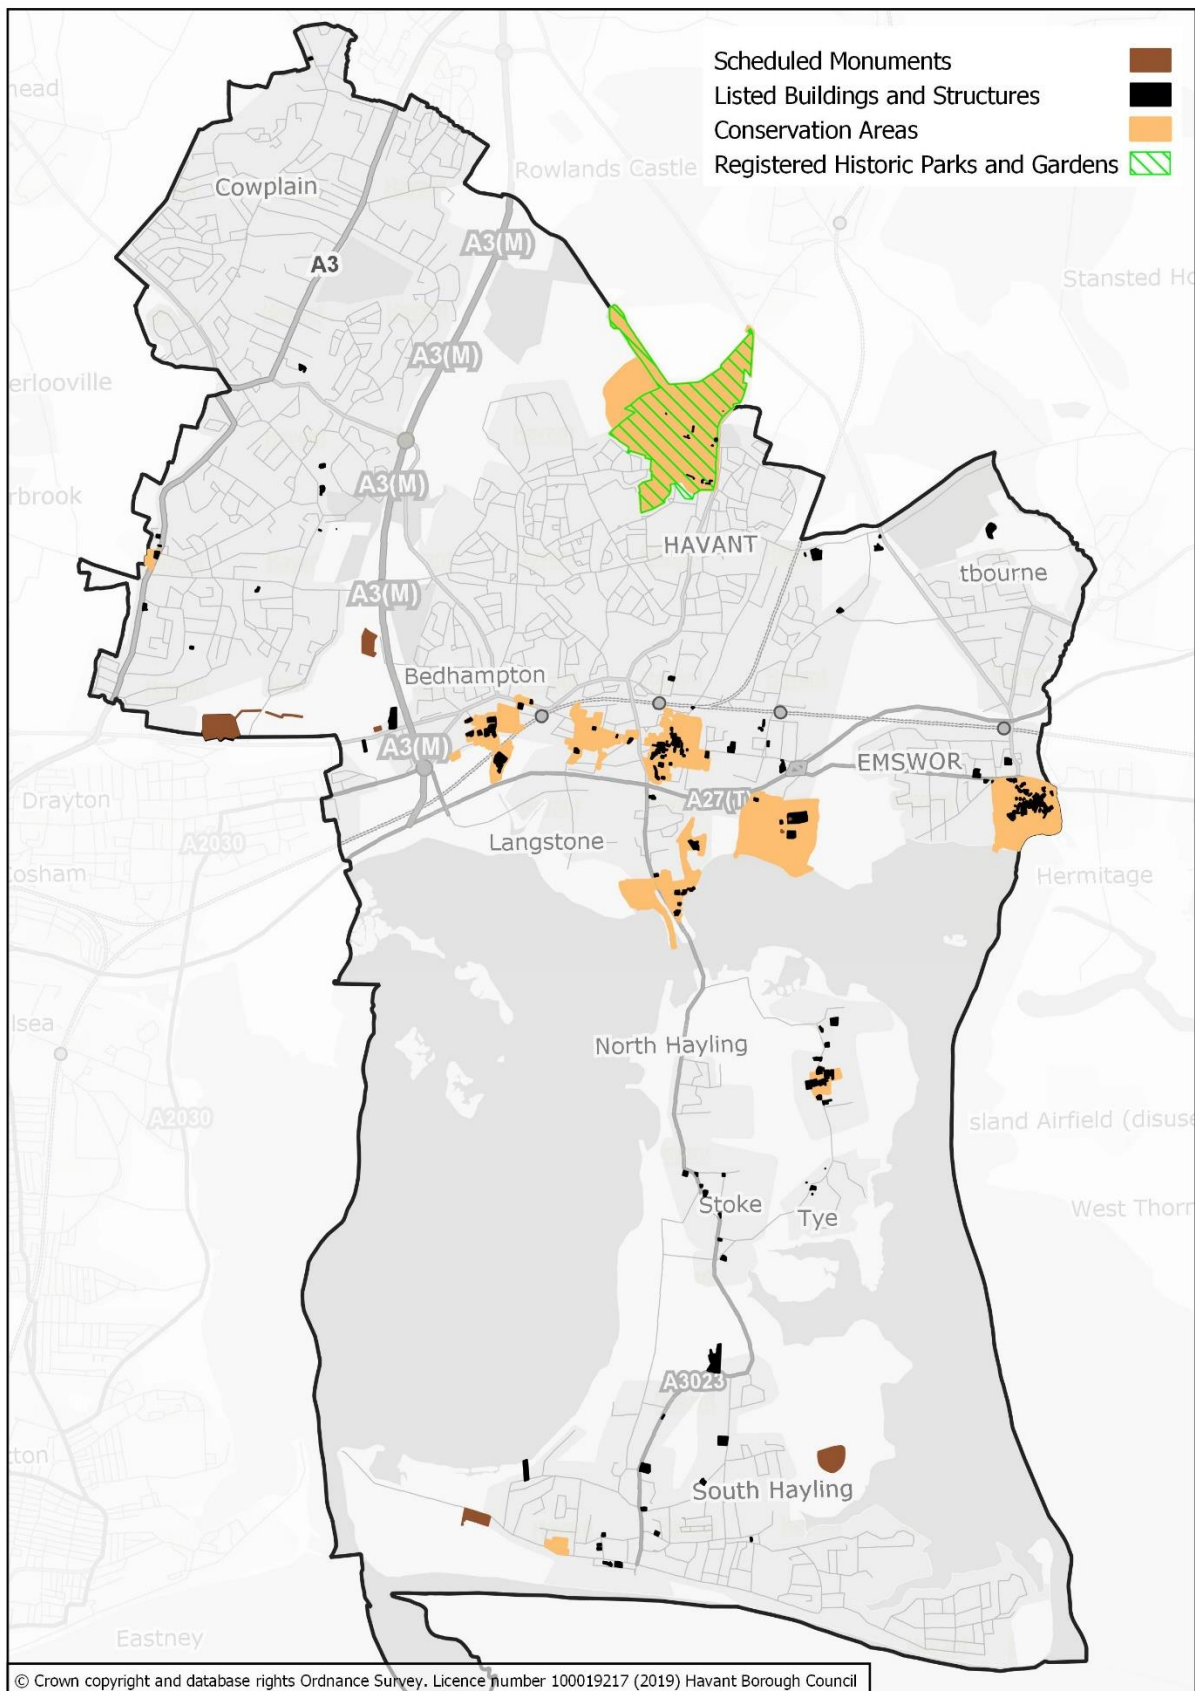 Scheduled Monuments
Listed Buildings and Structures
Conservation Areas
Registered Historic Parks and Gardens
head
Rowlands Castle
Cowplain
A3(M)
A3
Stansted Ho
A3(M)
erlooville
A3(M)
rbrook
HAVANT
tbourne
A3(M)
Bedhampton
A3(M)
EMSWOR
Drayton
A27(T)
A2030
Langstone
Cosham
Hermitage
lsea
North Hayling
A2030
sland Airfield (disuse
Stoke
Tye
West Thorn
A3023
tton
South Hayling
Eastney
© Crown copyright and database rights Ordnance Survey. Licence number 100019217 (2019) Havant Borough Council